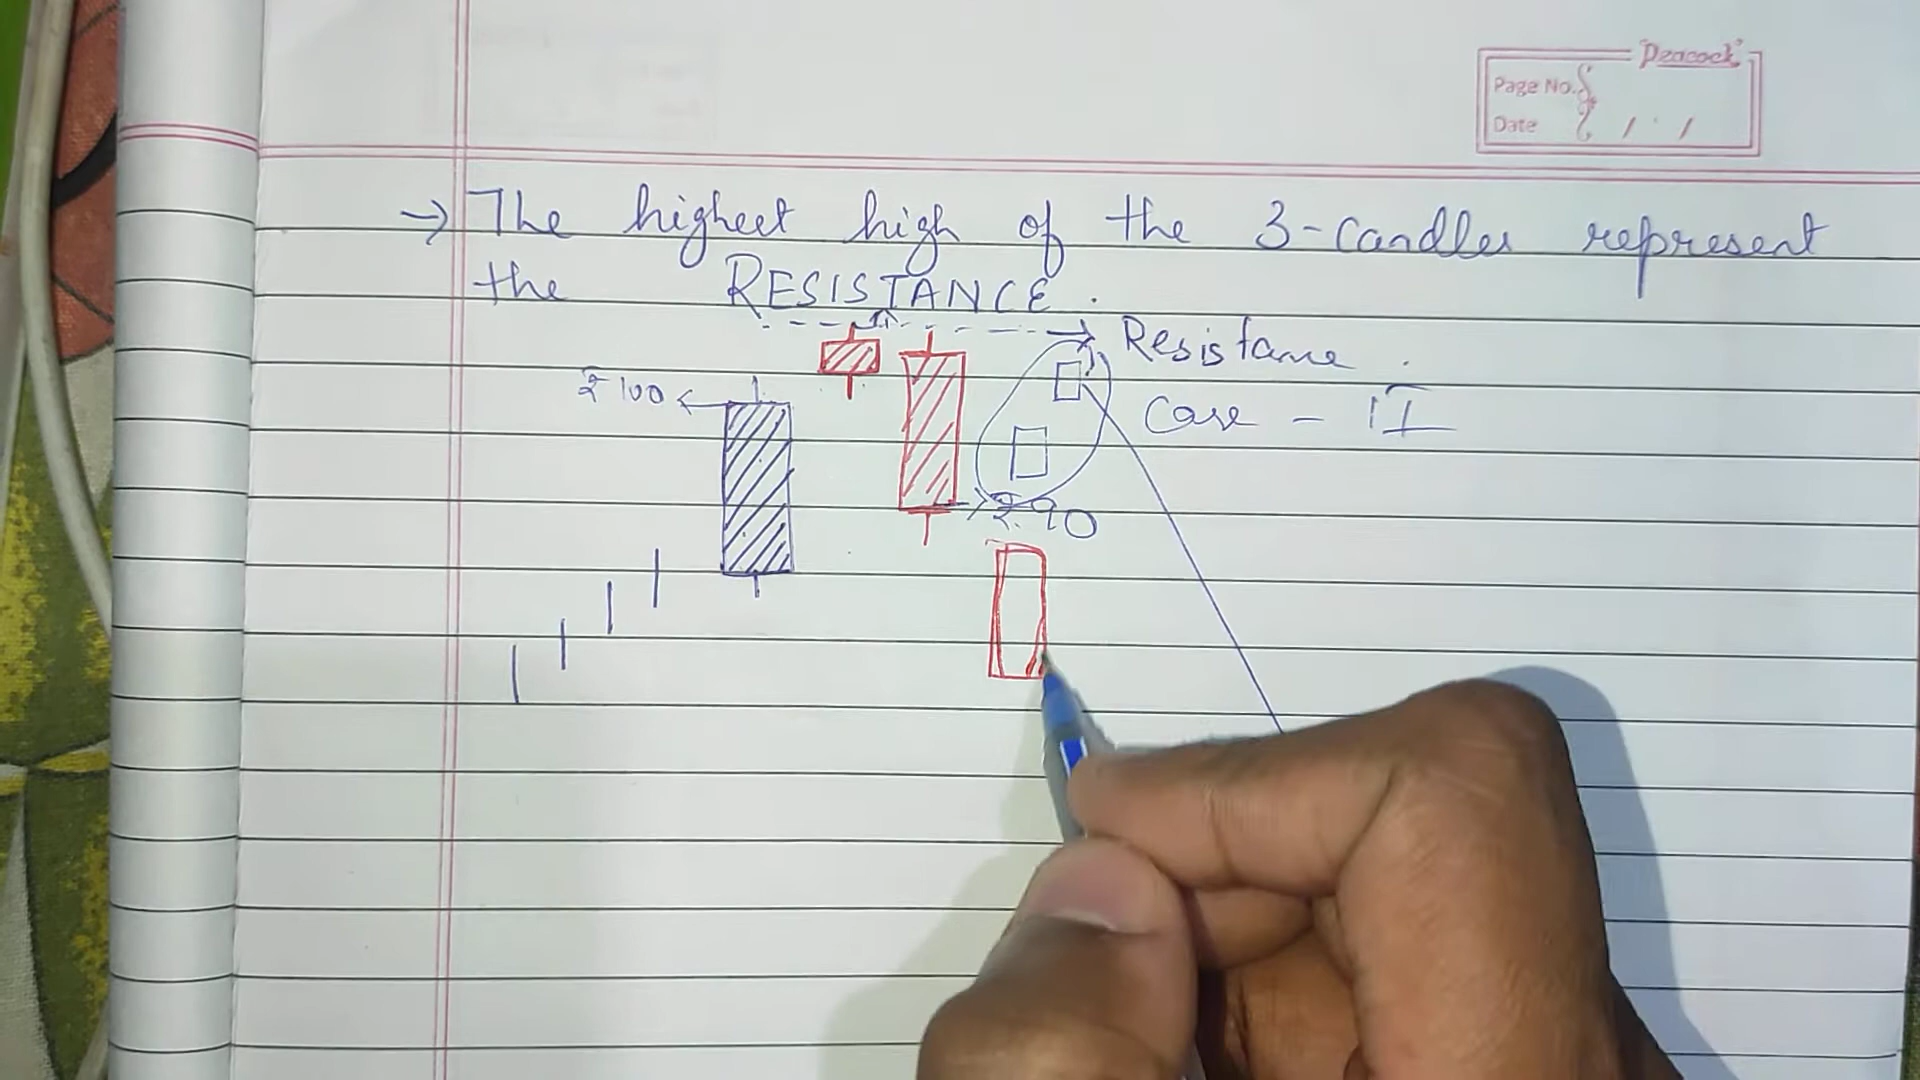 Peacock
Page No.
Date
→ The highest high of the 3-candles represent
the RESISTANCE.
Resistance.
₹100
Case - II
₹90